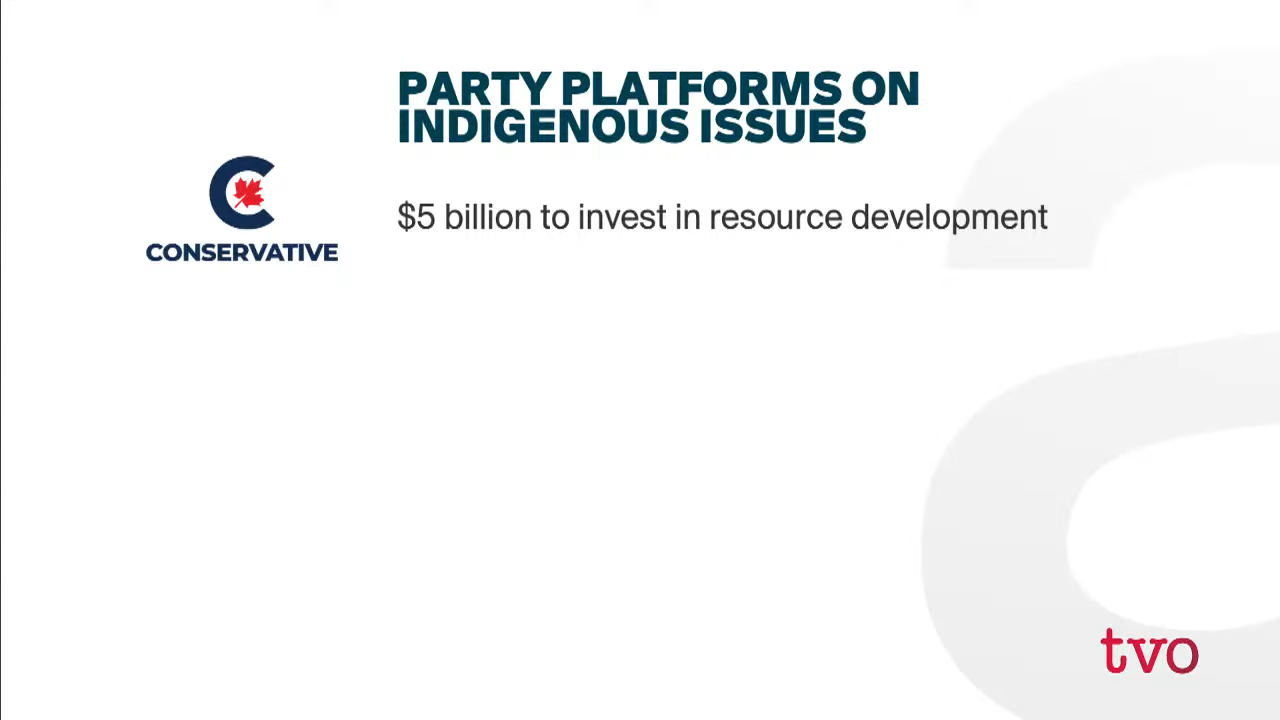 PARTY PLATFORMS ON
INDIGENOUS ISSUES
CONSERVATIVE
$5 billion to invest in resource development
tvo